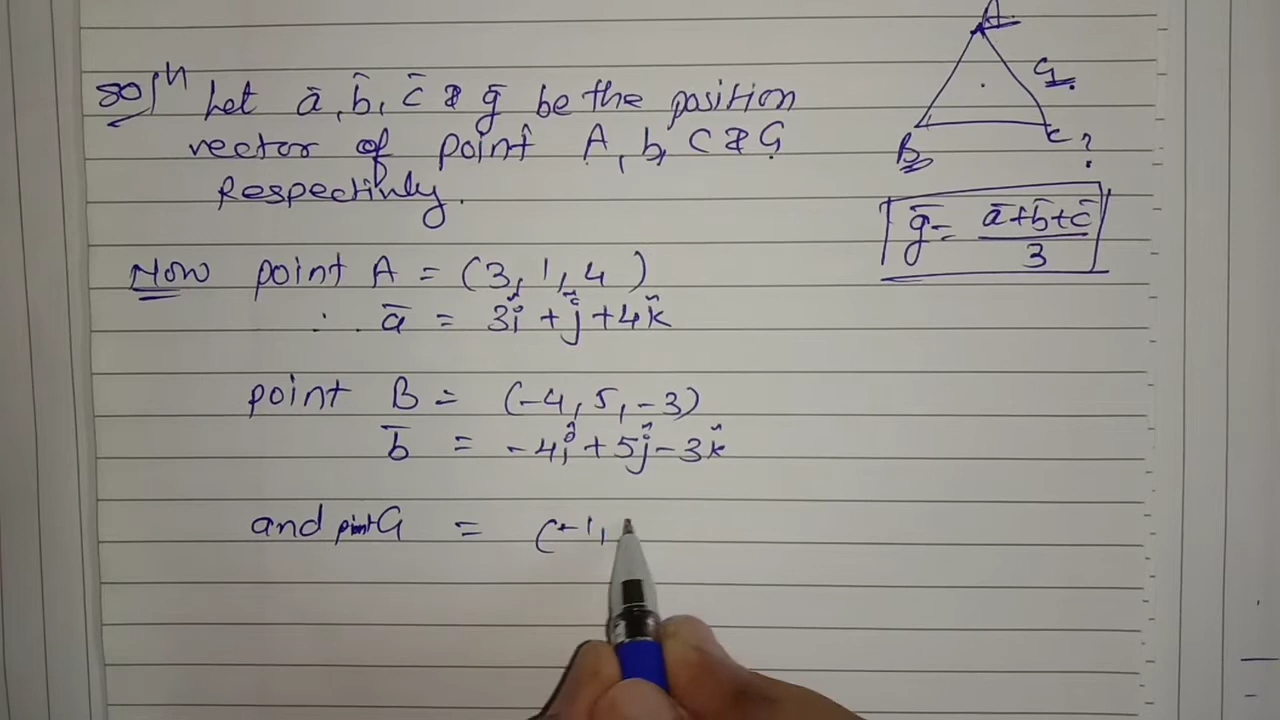 Soln Let ā, b̄, c̄ & ḡ be the position
vector of point A, b, C & G
Respectivly.
Now point A = (3, 1, 4)
∴ ā = 3î + ĵ + 4k̂
point B = (-4, 5, -3)
b̄ = -4î + 5ĵ - 3k̂
and point G = (-1,
A
G
B
C ?
ḡ = ā+b̄+c̄ / 3